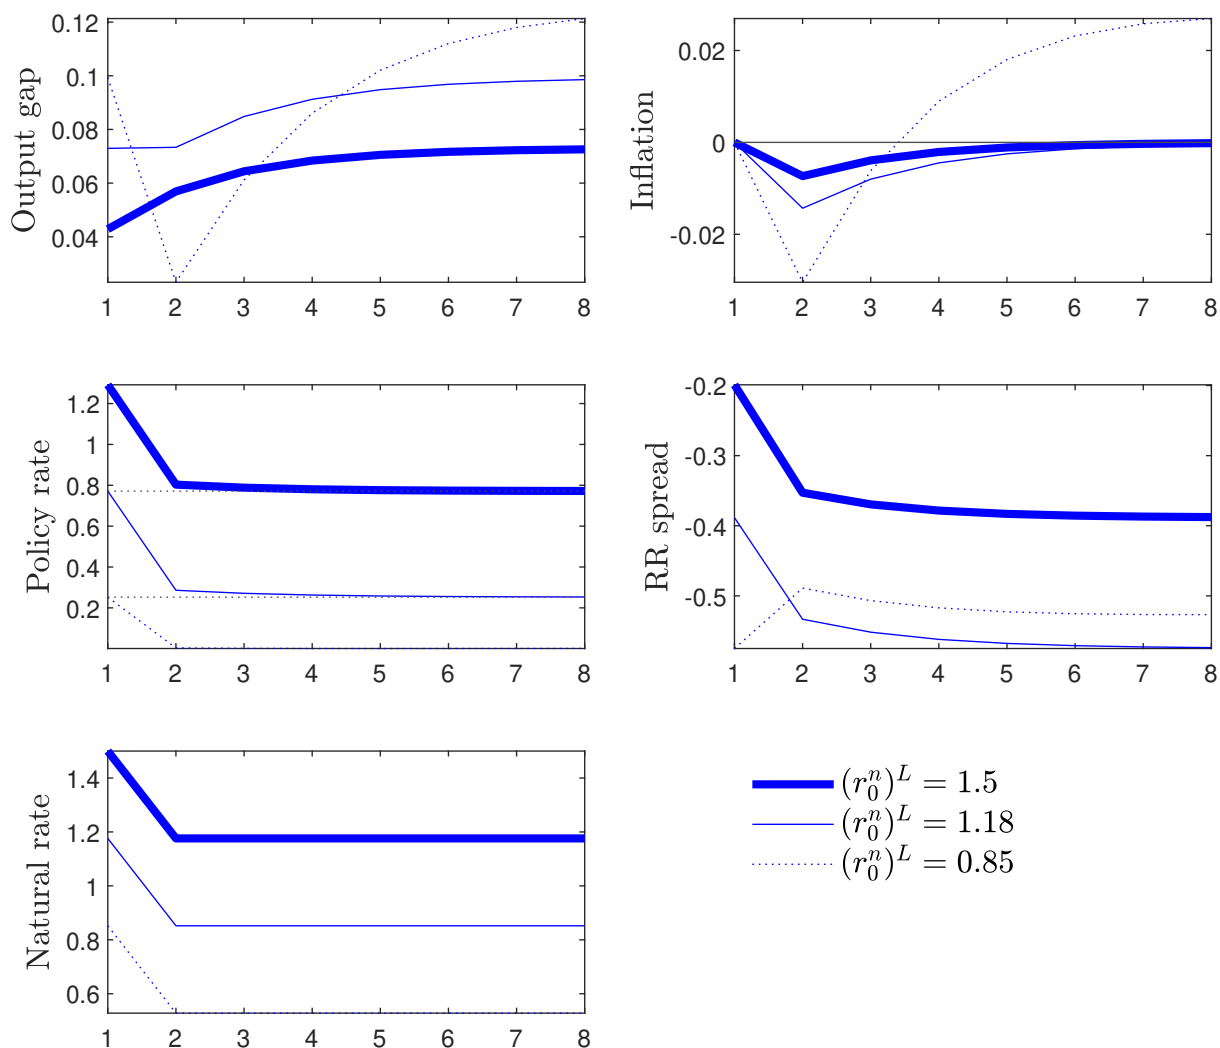 Output gap
0.12
0.1
0.08
0.06
0.04
1 2 3 4 5 6 7 8
Inflation
0.02
0
-0.02
1 2 3 4 5 6 7 8
Policy rate
1.2
1
0.8
0.6
0.4
0.2
1 2 3 4 5 6 7 8
RR spread
-0.2
-0.3
-0.4
-0.5
1 2 3 4 5 6 7 8
Natural rate
1.4
1.2
1
0.8
0.6
1 2 3 4 5 6 7 8
$(r_0^n)^L = 1.5$
$(r_0^n)^L = 1.18$
$(r_0^n)^L = 0.85$